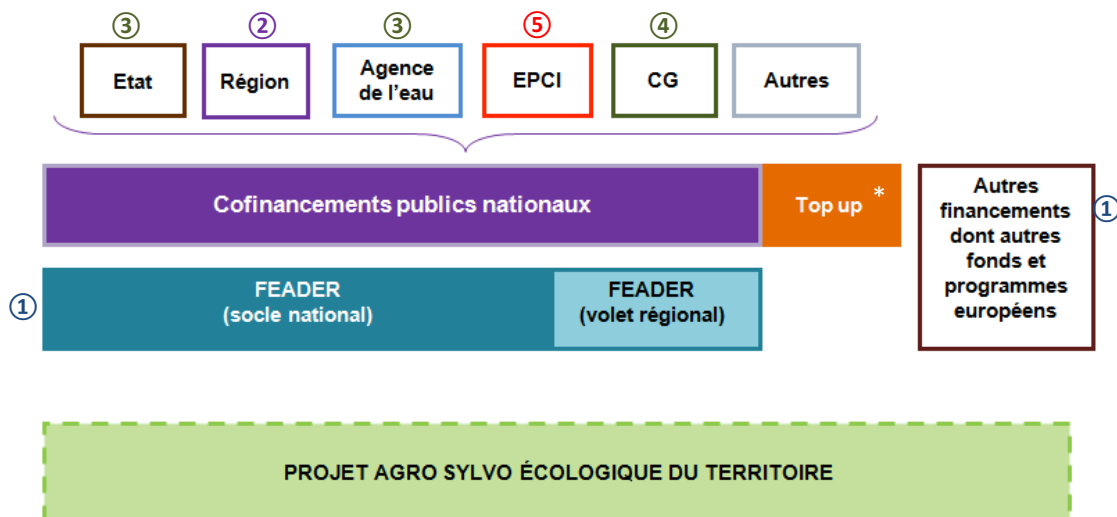 ③ ② ③ ⑤ ④
Etat
Région
Agence
de l'eau
EPCI
CG
Autres
Cofinancements publics nationaux
Top up *
Autres
financements
dont autres
fonds et
programmes
européens
①
①
FEADER
(socle national)
FEADER
(volet régional)
PROJET AGRO SYLVO ÉCOLOGIQUE DU TERRITOIRE